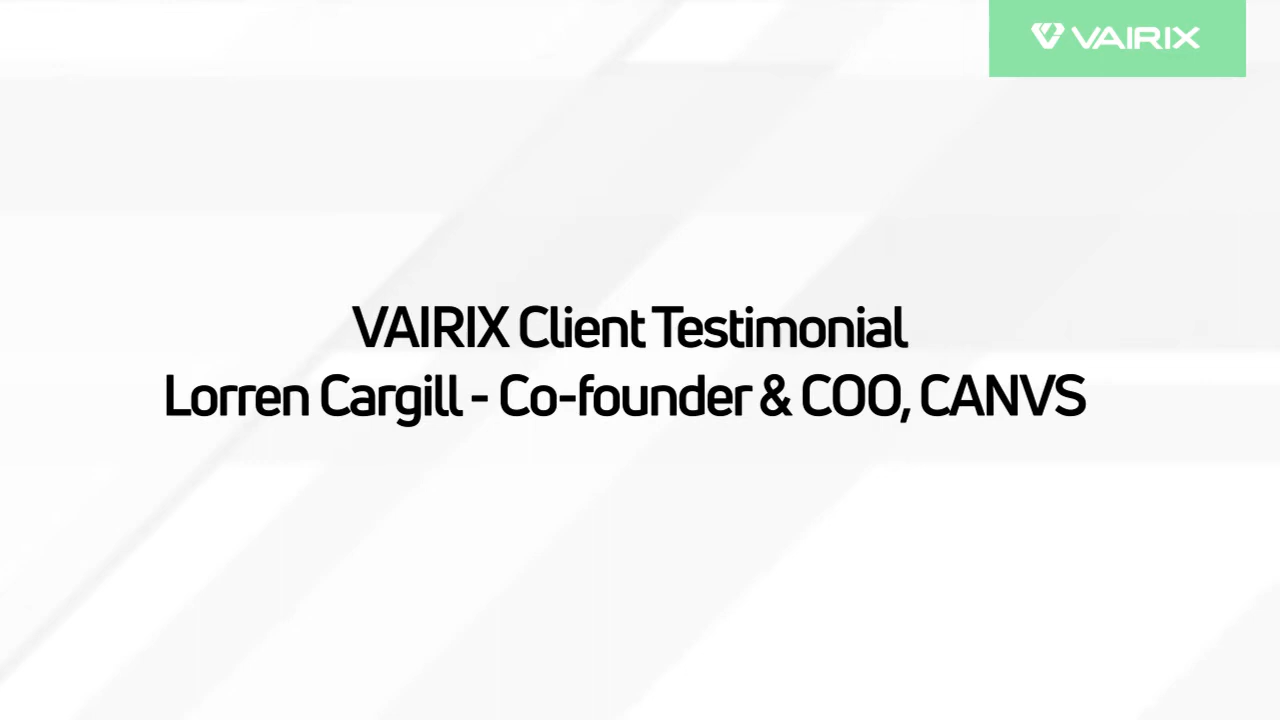 VAIRIX
VAIRIX Client Testimonial
Lorren Cargill - Co-founder & COO, CANVS